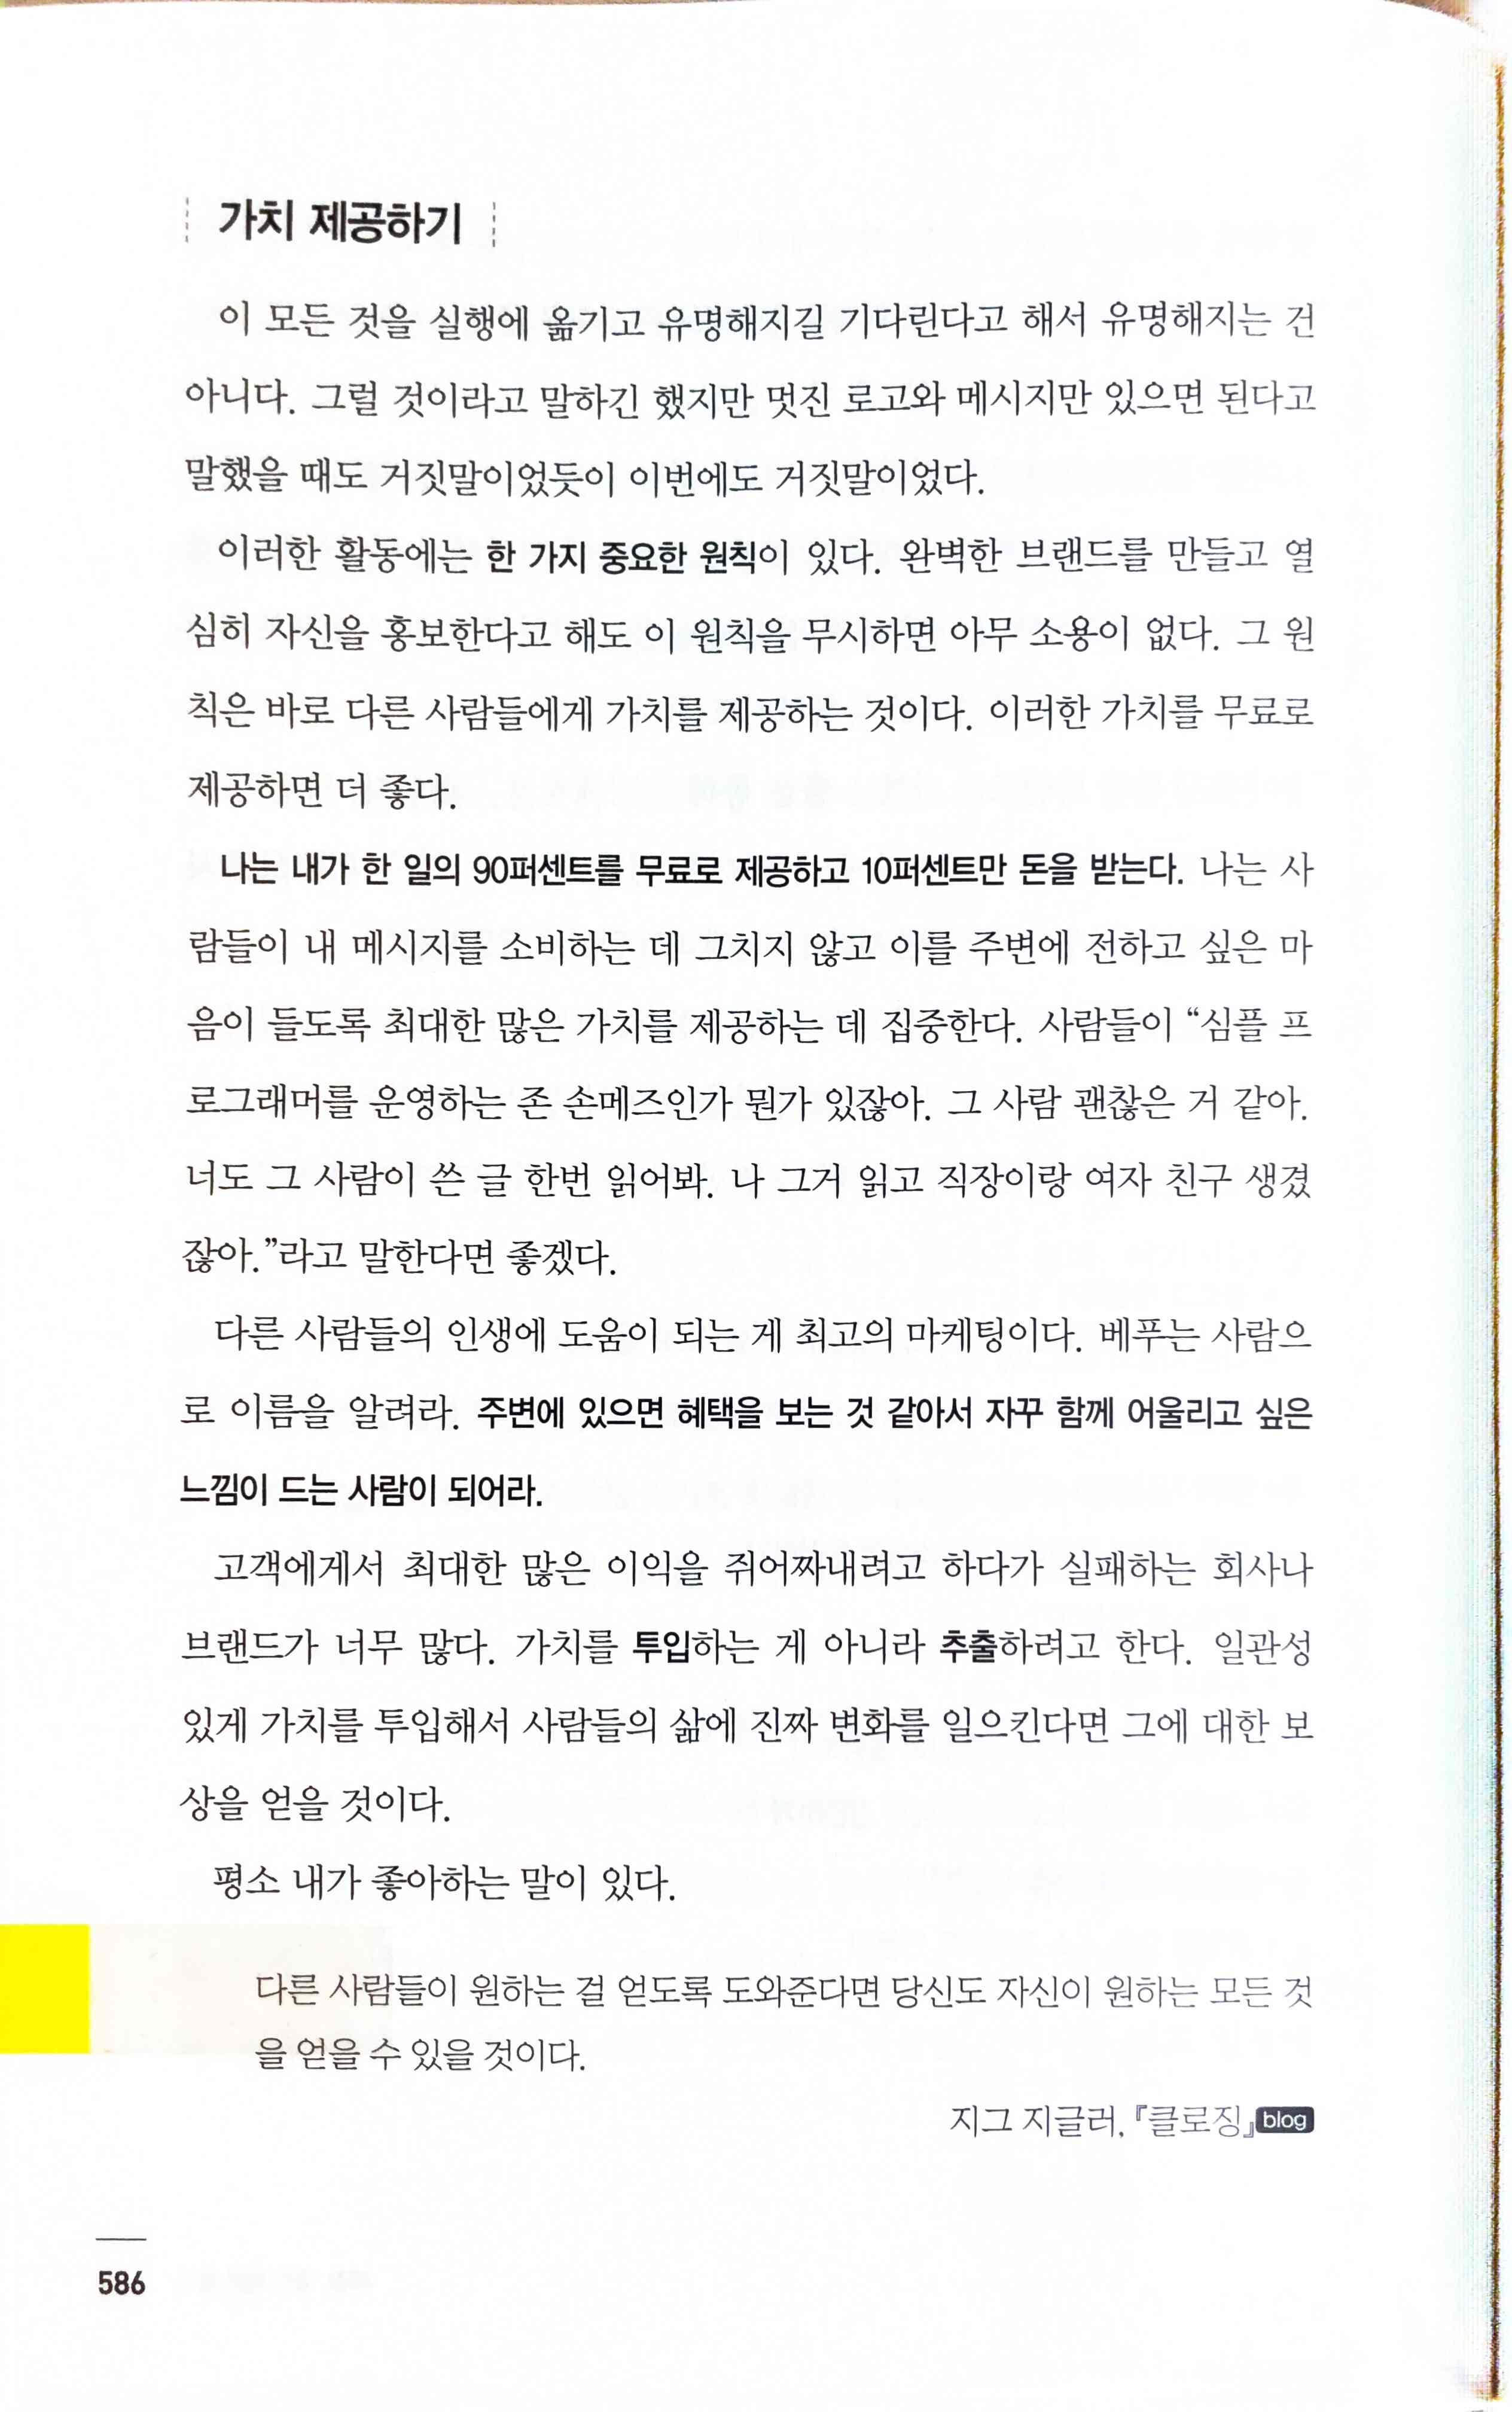 가치 제공하기
이 모든 것을 실행에 옮기고 유명해지길 기다린다고 해서 유명해지는 건
아니다. 그럴 것이라고 말하긴 했지만 멋진 로고와 메시지만 있으면 된다고
말했을 때도 거짓말이었듯이 이번에도 거짓말이었다.
이러한 활동에는 한 가지 중요한 원칙이 있다. 완벽한 브랜드를 만들고 열
심히 자신을 홍보한다고 해도 이 원칙을 무시하면 아무 소용이 없다. 그 원
칙은 바로 다른 사람들에게 가치를 제공하는 것이다. 이러한 가치를 무료로
제공하면 더 좋다.
나는 내가 한 일의 90퍼센트를 무료로 제공하고 10퍼센트만 돈을 받는다. 나는 사
람들이 내 메시지를 소비하는 데 그치지 않고 이를 주변에 전하고 싶은 마
음이 들도록 최대한 많은 가치를 제공하는 데 집중한다. 사람들이 “심플 프
로그래머를 운영하는 존 손메즈인가 뭔가 있잖아. 그 사람 괜찮은 거 같아.
너도 그 사람이 쓴 글 한번 읽어봐. 나 그거 읽고 직장이랑 여자 친구 생겼
잖아.”라고 말한다면 좋겠다.
다른 사람들의 인생에 도움이 되는 게 최고의 마케팅이다. 베푸는 사람으
로 이름을 알려라. 주변에 있으면 혜택을 보는 것 같아서 자꾸 함께 어울리고 싶은
느낌이 드는 사람이 되어라.
고객에게서 최대한 많은 이익을 쥐어짜내려고 하다가 실패하는 회사나
브랜드가 너무 많다. 가치를 투입하는 게 아니라 추출하려고 한다. 일관성
있게 가치를 투입해서 사람들의 삶에 진짜 변화를 일으킨다면 그에 대한 보
상을 얻을 것이다.
평소 내가 좋아하는 말이 있다.
다른 사람들이 원하는 걸 얻도록 도와준다면 당신도 자신이 원하는 모든 것
을 얻을 수 있을 것이다.
지그 지글러, 『클로징』 blog
586